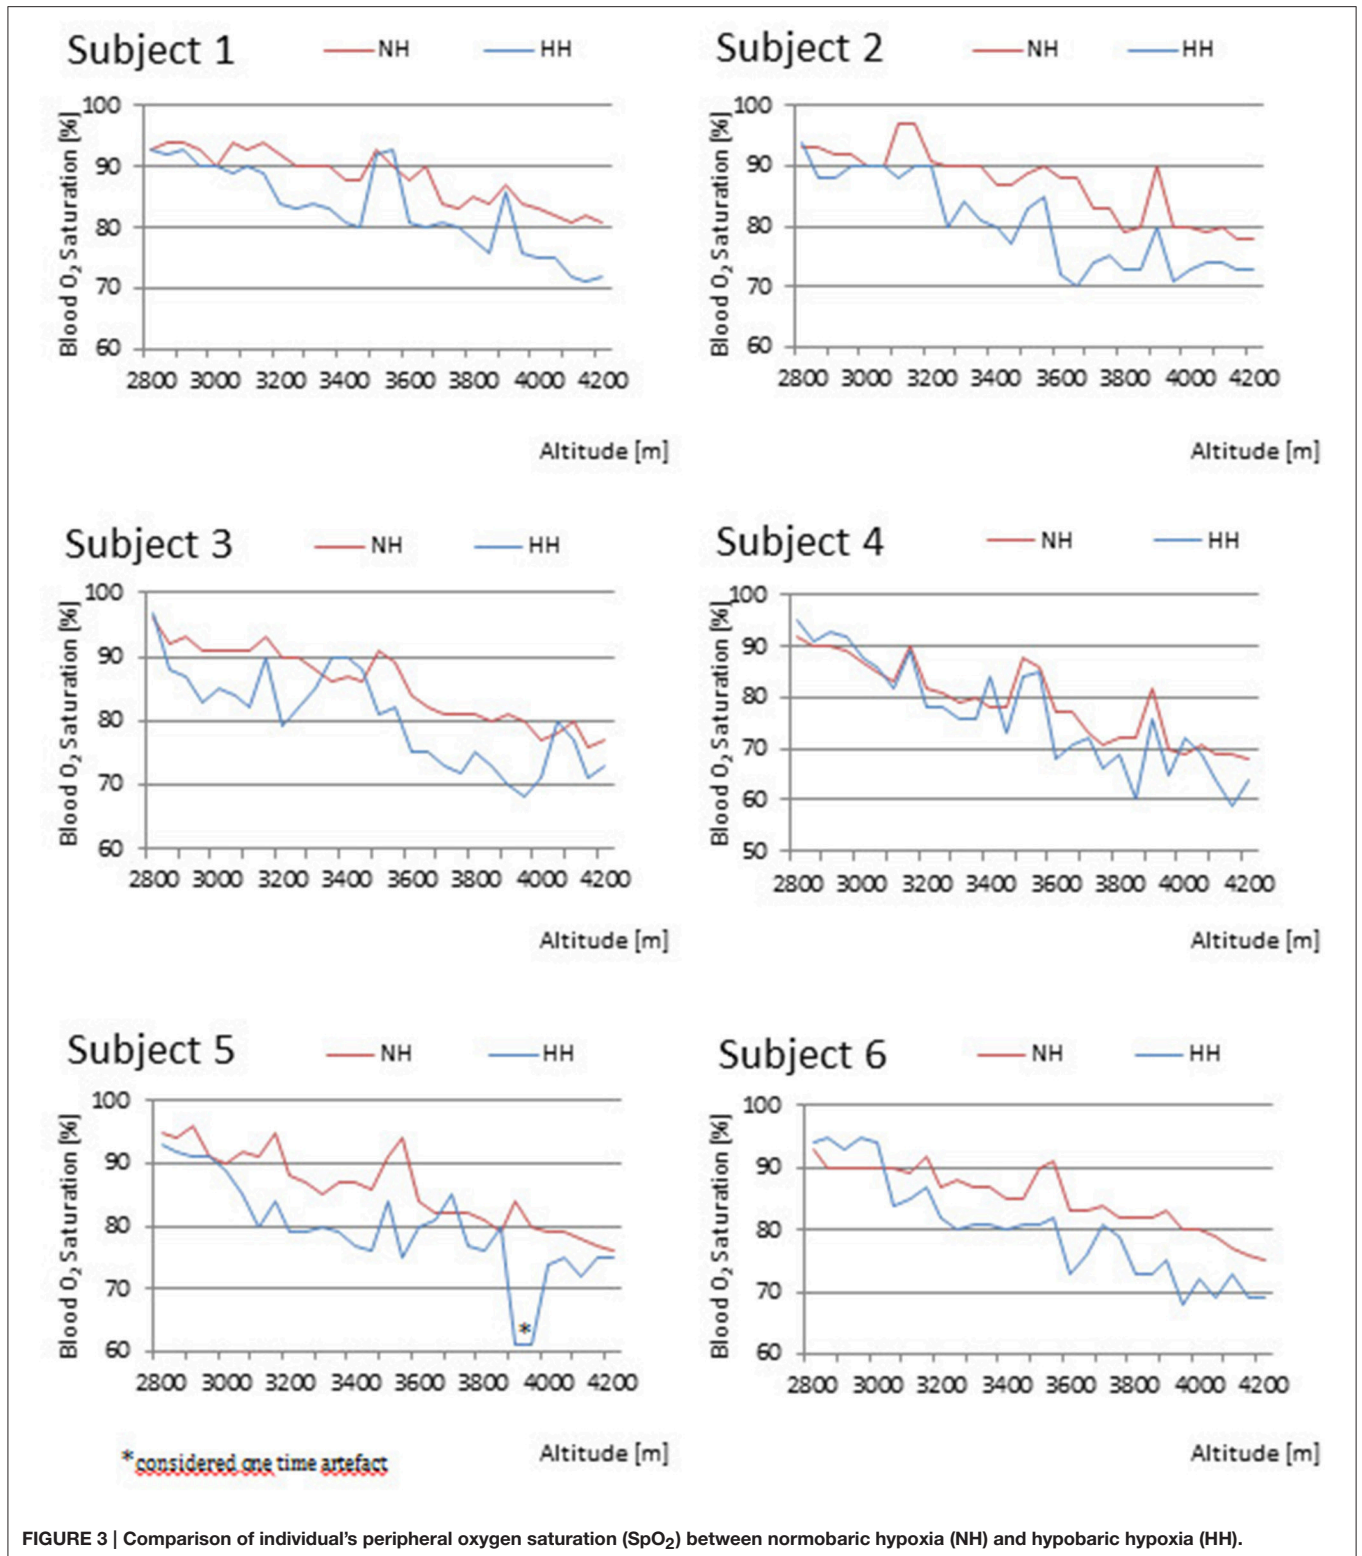 Subject 1 NH HH
Blood O2 Saturation [%]
100
90
80
70
60
2800 3000 3200 3400 3600 3800 4000 4200
Altitude [m]
Subject 2 NH HH
Blood O2 Saturation [%]
100
90
80
70
60
2800 3000 3200 3400 3600 3800 4000 4200
Altitude [m]
Subject 3 NH HH
Blood O2 Saturation [%]
100
90
80
70
60
2800 3000 3200 3400 3600 3800 4000 4200
Altitude [m]
Subject 4 NH HH
Blood O2 Saturation [%]
100
90
80
70
60
50
2800 3000 3200 3400 3600 3800 4000 4200
Altitude [m]
Subject 5 NH HH
Blood O2 Saturation [%]
100
90
80
70
60
*
2800 3000 3200 3400 3600 3800 4000 4200
Altitude [m]
*considered one time artefact
Subject 6 NH HH
Blood O2 Saturation [%]
100
90
80
70
60
2800 3000 3200 3400 3600 3800 4000 4200
Altitude [m]
FIGURE 3 | Comparison of individual's peripheral oxygen saturation (SpO2) between normobaric hypoxia (NH) and hypobaric hypoxia (HH).